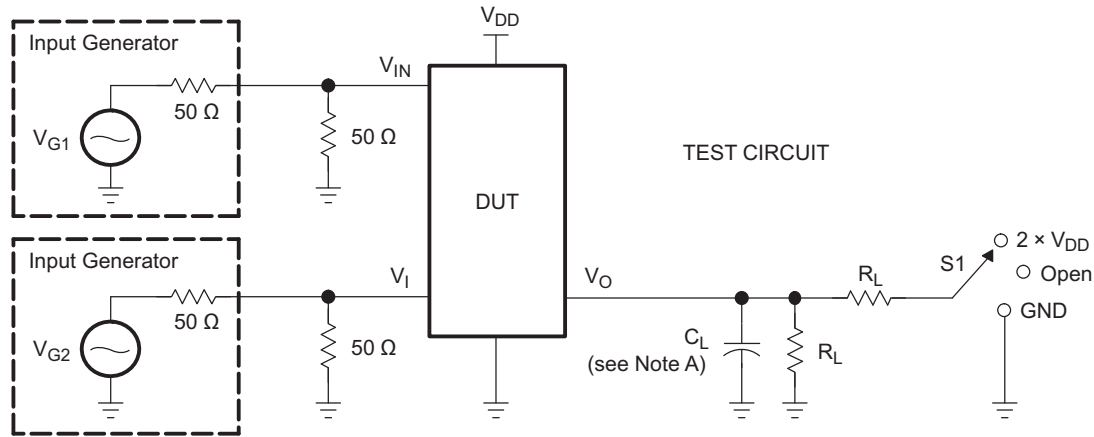 Input Generator
V_G1
50 Ω
50 Ω
V_IN
V_DD
DUT
TEST CIRCUIT
Input Generator
V_G2
50 Ω
50 Ω
V_I
V_O
C_L
(see Note A)
R_L
R_L
S1
2 × V_DD
Open
GND